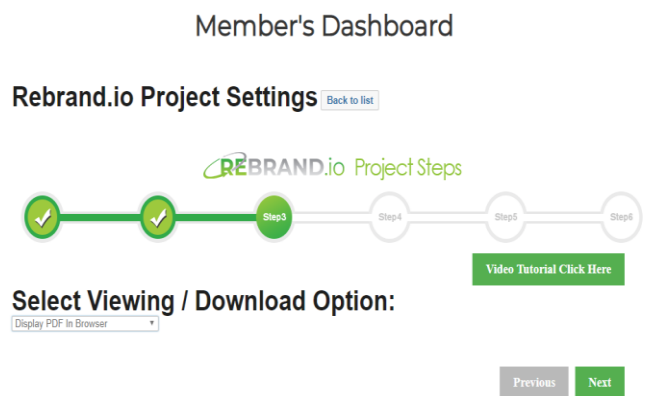 Member's Dashboard
Rebrand.io Project Settings Back to list
REBRAND.io Project Steps
Step3 Step4 Step5 Step6
Video Tutorial Click Here
Select Viewing / Download Option:
Display PDF In Browser
Previous Next